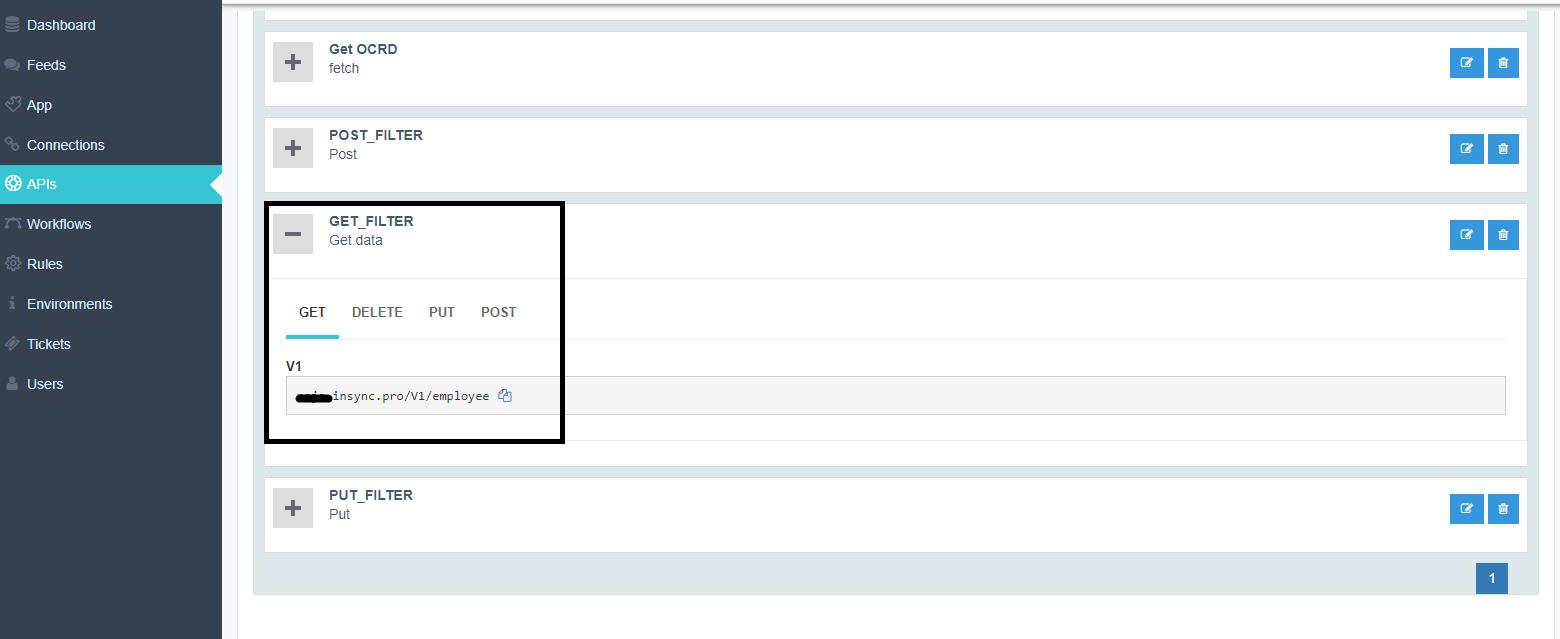 Dashboard
Feeds
App
Connections
APIs
Workflows
Rules
Environments
Tickets
Users
Get OCRD
fetch
POST_FILTER
Post
GET_FILTER
Get data
GET DELETE PUT POST
V1
insync.pro/V1/employee
PUT_FILTER
Put
1